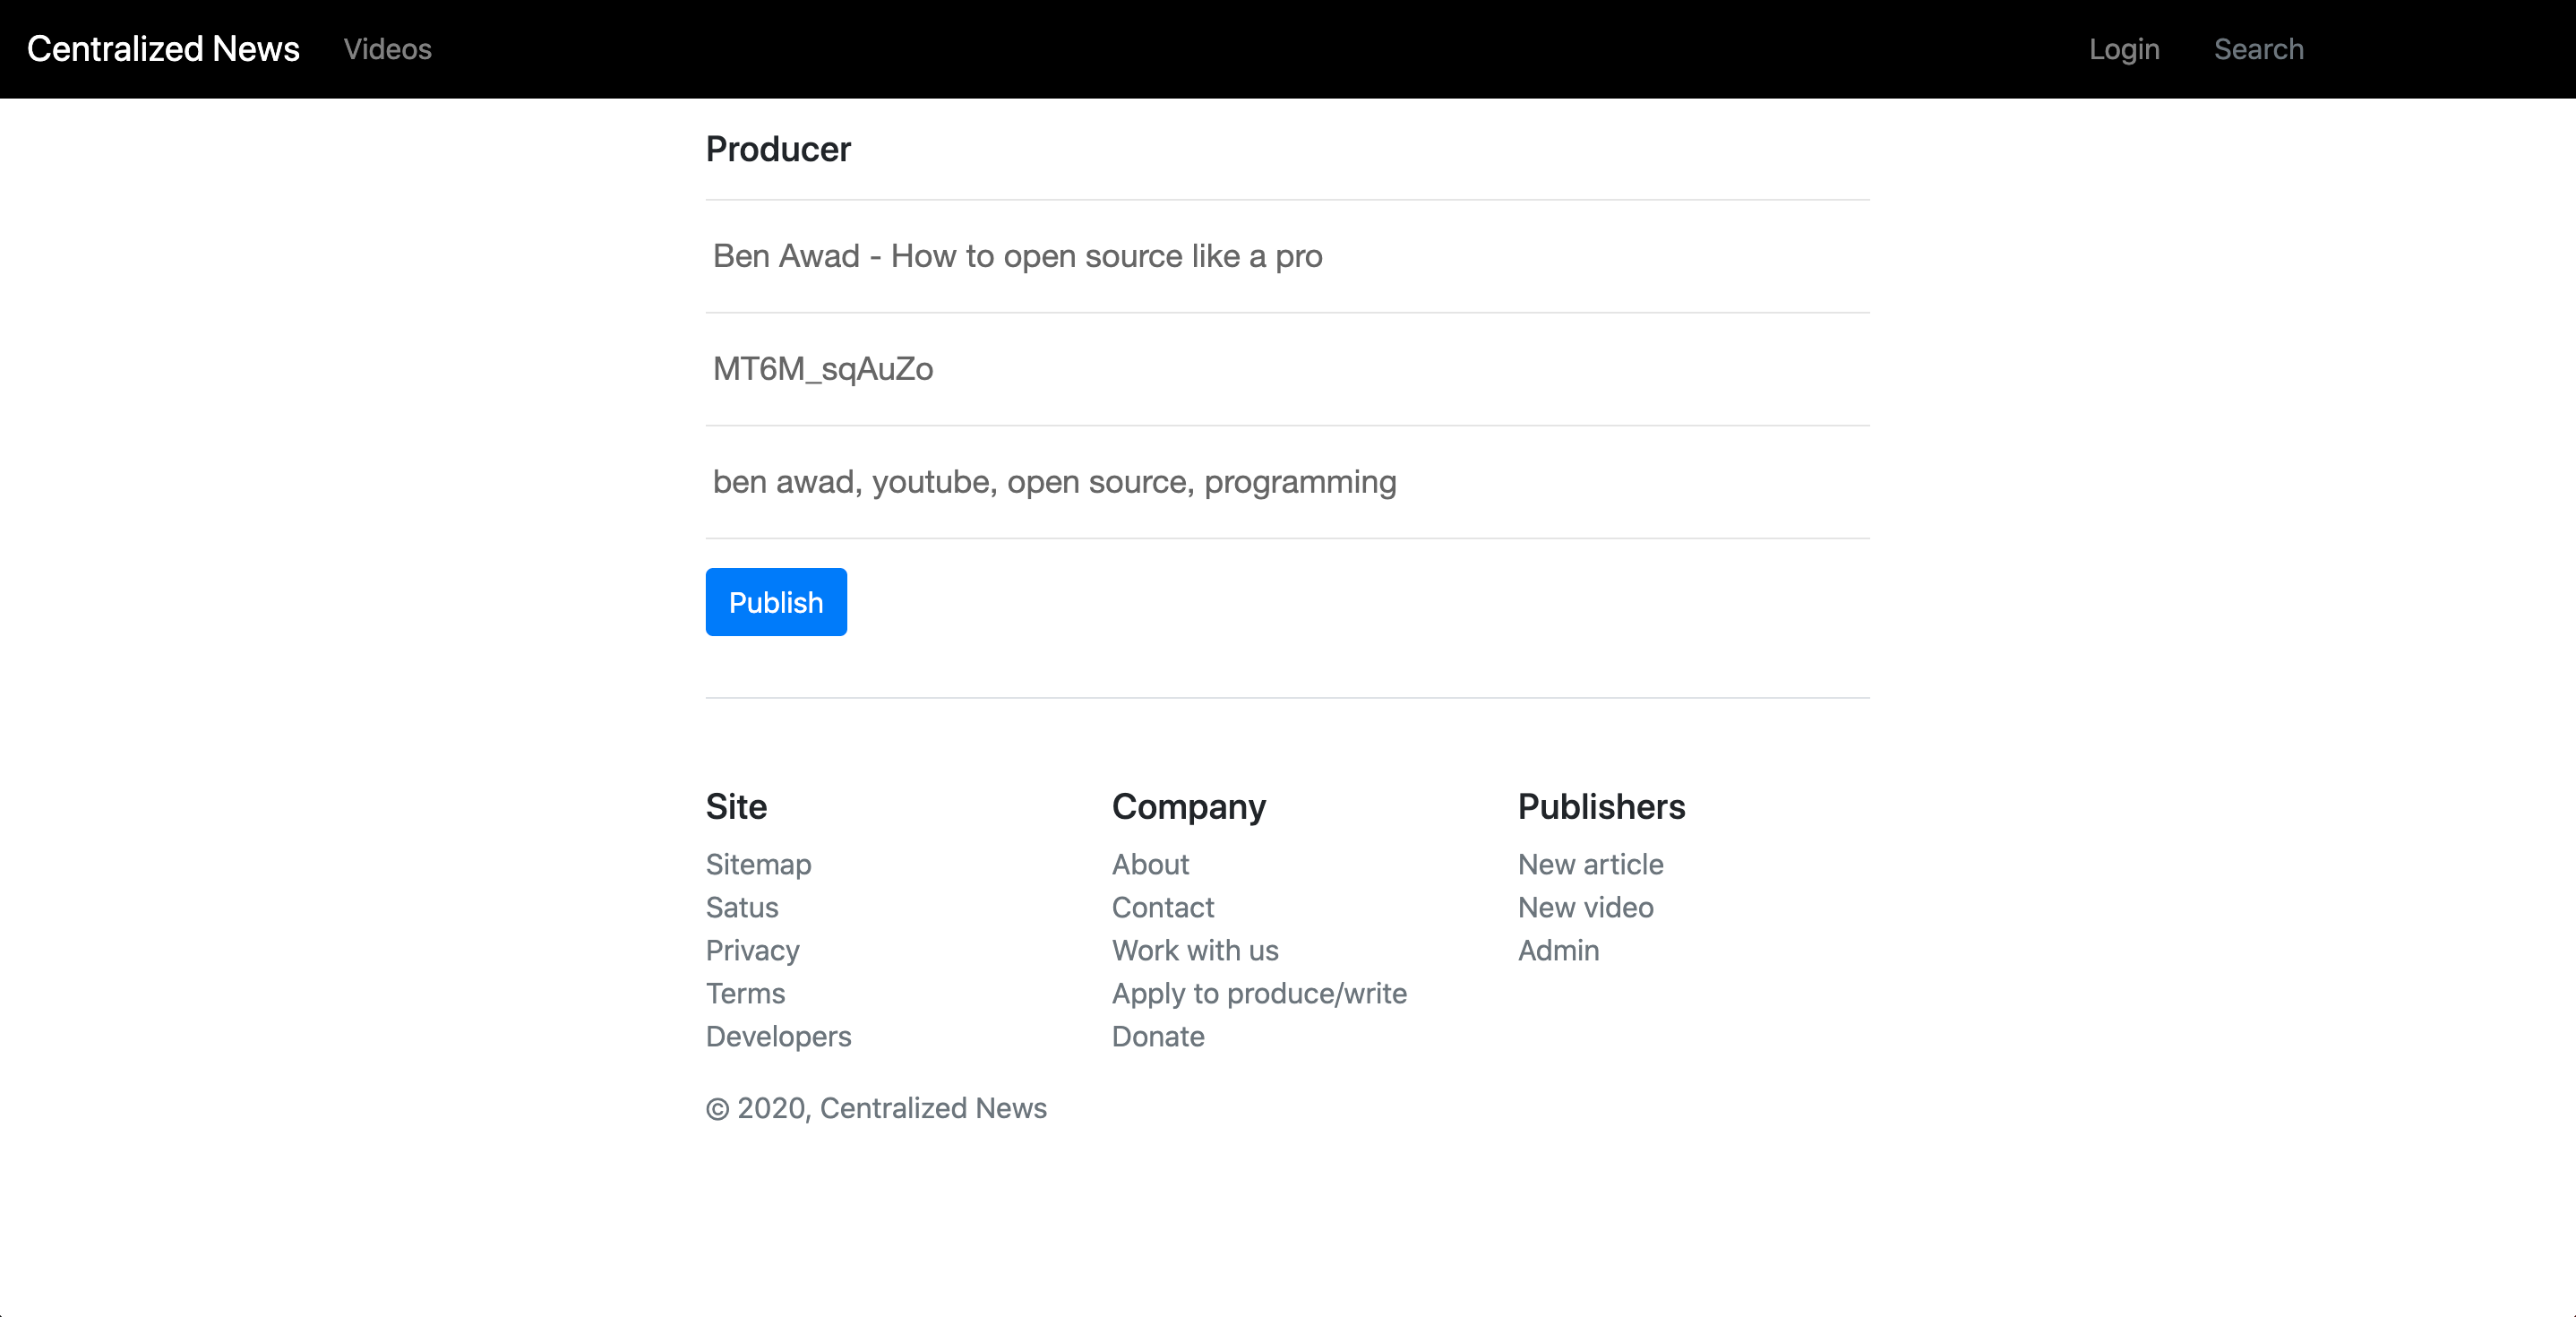 Centralized News Videos Login Search
Producer
Ben Awad - How to open source like a pro
MT6M_sqAuZo
ben awad, youtube, open source, programming
Publish
Site
Sitemap
Satus
Privacy
Terms
Developers
Company
About
Contact
Work with us
Apply to produce/write
Donate
Publishers
New article
New video
Admin
© 2020, Centralized News